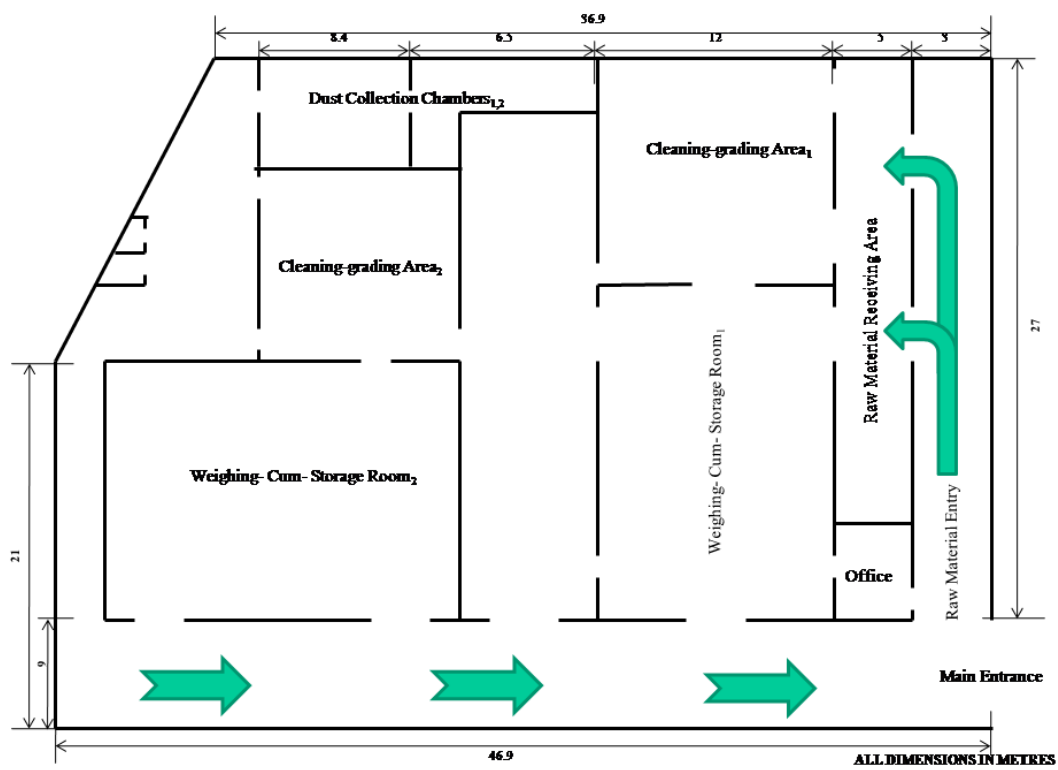 36.9
8.4 6.5 12 5 3
Dust Collection Chambers1,2
Cleaning-grading Area1
Cleaning-grading Area2
Raw Material Receiving Area
27
Weighing- Cum- Storage Room1
Weighing- Cum- Storage Room2
21
Office
Raw Material Entry
9
Main Entrance
46.9
ALL DIMENSIONS IN METRES